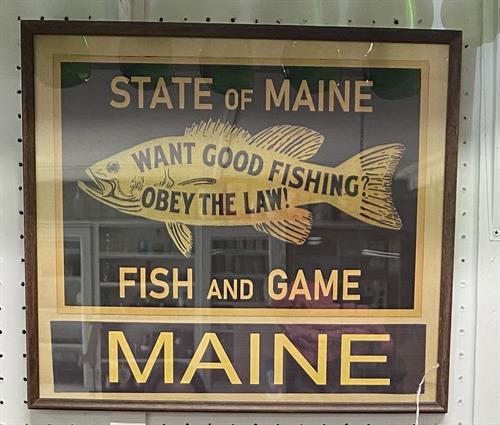 STATE OF MAINE
WANT GOOD FISHING?
OBEY THE LAW!
FISH AND GAME
MAINE